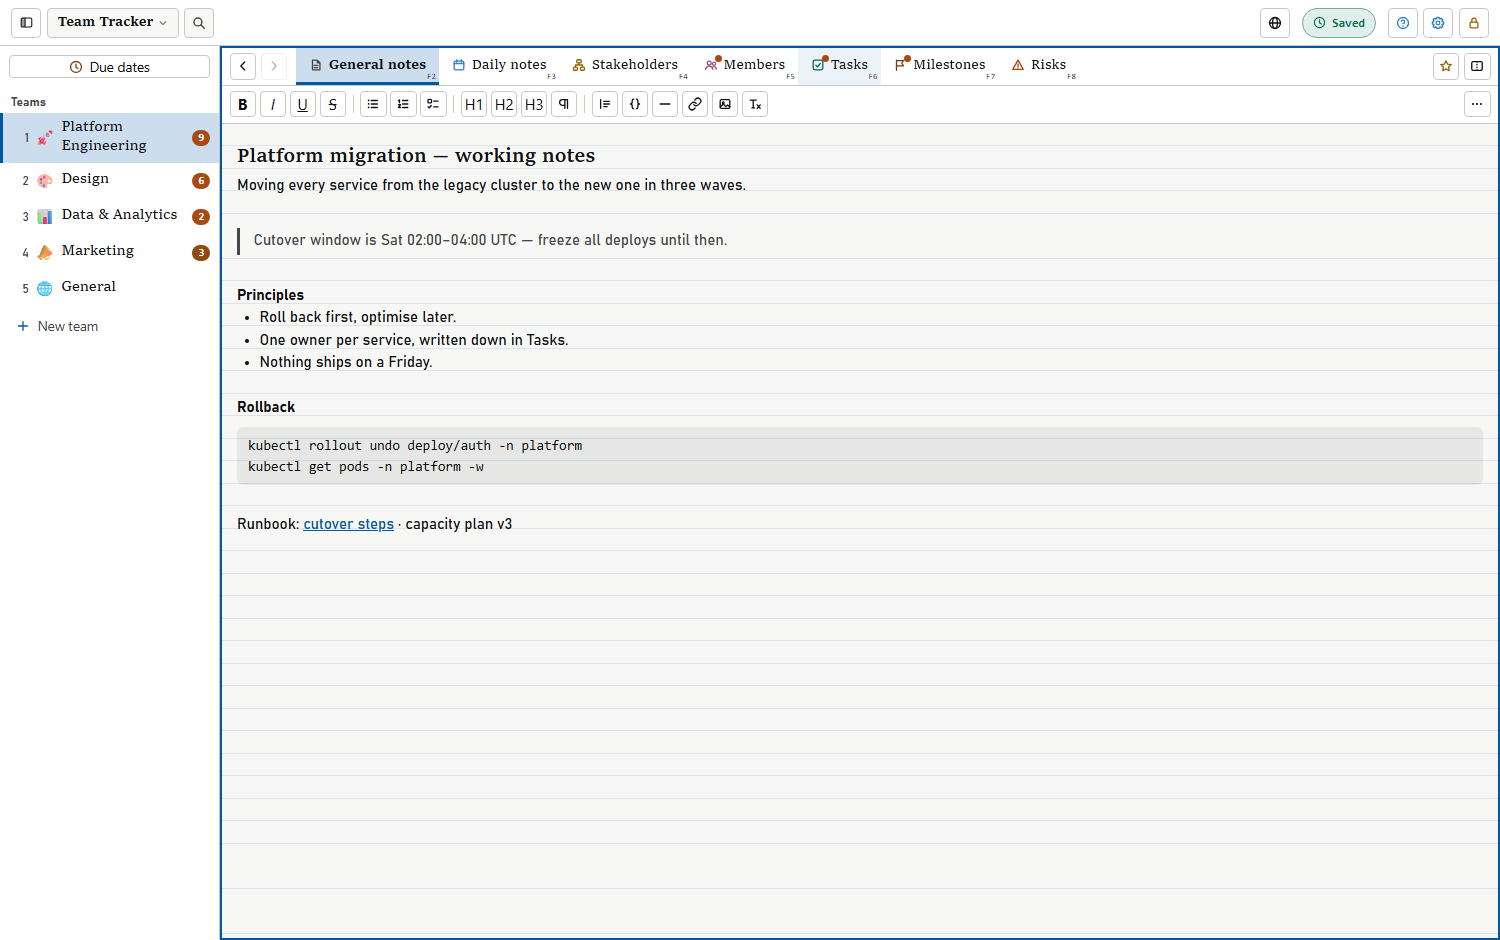 Team Tracker
Saved
Due dates
Teams
1 Platform Engineering 9
2 Design 6
3 Data & Analytics 2
4 Marketing 3
5 General
New team
General notes F2
Daily notes F3
Stakeholders F4
Members F5
Tasks F6
Milestones F7
Risks F8
B I U S H1 H2 H3 ¶ {} Tx
Platform migration — working notes
Moving every service from the legacy cluster to the new one in three waves.
Cutover window is Sat 02:00–04:00 UTC — freeze all deploys until then.
Principles
• Roll back first, optimise later.
• One owner per service, written down in Tasks.
• Nothing ships on a Friday.
Rollback
kubectl rollout undo deploy/auth -n platform
kubectl get pods -n platform -w
Runbook: cutover steps · capacity plan v3